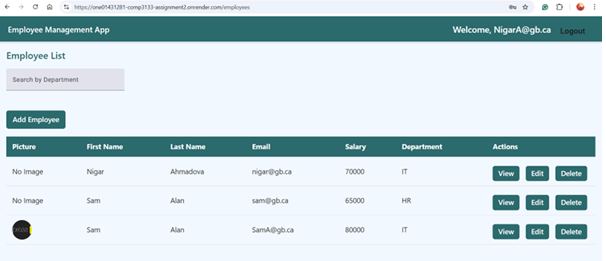 https://one01431281-comp3133-assignment2.onrender.com/employees
Employee Management App Welcome, NigarA@gb.ca Logout
Employee List
Search by Department
Add Employee
Picture First Name Last Name Email Salary Department Actions
No Image Nigar Ahmadova nigar@gb.ca 70000 IT View Edit Delete
No Image Sam Alan sam@gb.ca 65000 HR View Edit Delete
Sam Alan SamA@gb.ca 80000 IT View Edit Delete